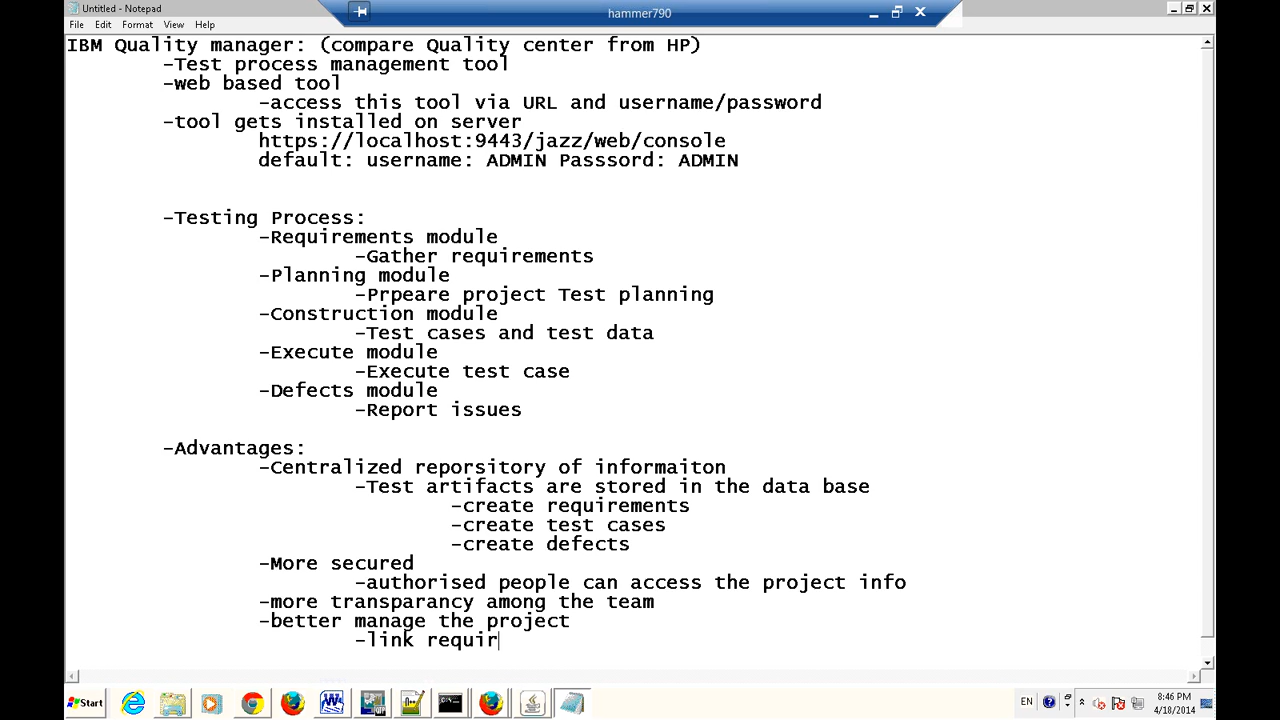 Untitled - Notepad
hammer790
File Edit Format View Help
IBM Quality manager: (compare Quality center from HP)
-Test process management tool
-web based tool
-access this tool via URL and username/password
-tool gets installed on server
https://localhost:9443/jazz/web/console
default: username: ADMIN Passsord: ADMIN
-Testing Process:
-Requirements module
-Gather requirements
-Planning module
-Prpeare project Test planning
-Construction module
-Test cases and test data
-Execute module
-Execute test case
-Defects module
-Report issues
-Advantages:
-Centralized reporsitory of informaiton
-Test artifacts are stored in the data base
-create requirements
-create test cases
-create defects
-More secured
-authorised people can access the project info
-more transparancy among the team
-better manage the project
-link requir
Start
EN
8:46 PM
4/18/2014